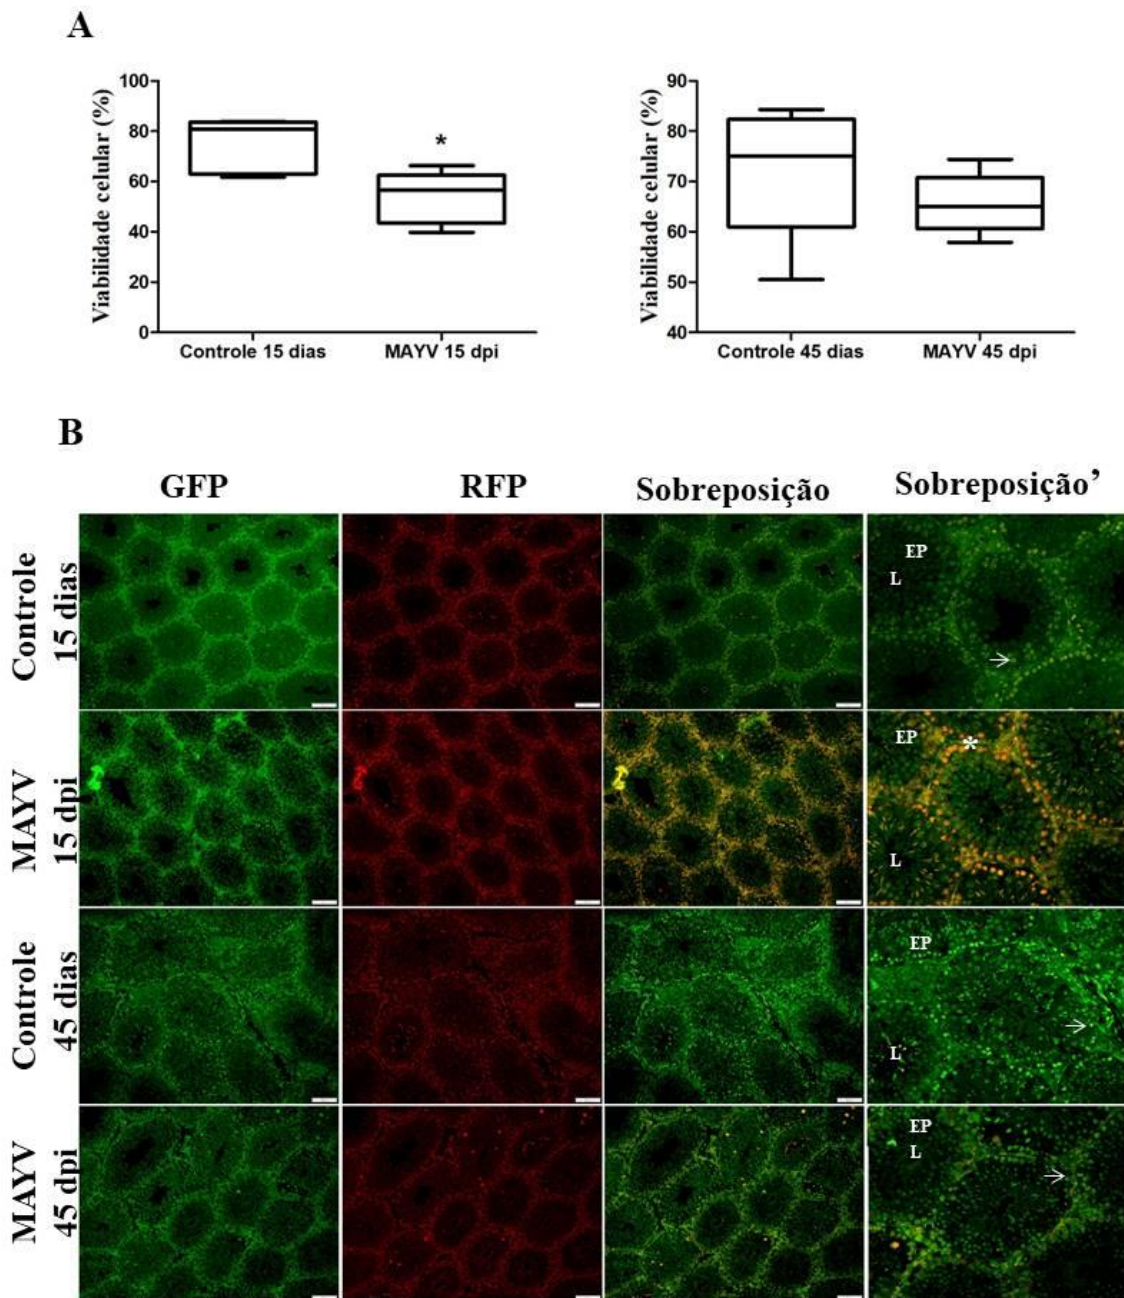 A
Viabilidade celular (%)
100
80
60
40
20
0
*
Controle 15 dias
MAYV 15 dpi
Viabilidade celular (%)
90
80
70
60
50
40
Controle 45 dias
MAYV 45 dpi
B
GFP
RFP
Sobreposição
Sobreposição’
Controle
15 dias
EP
L
MAYV
15 dpi
EP
*
L
Controle
45 dias
EP
L
MAYV
45 dpi
EP
L